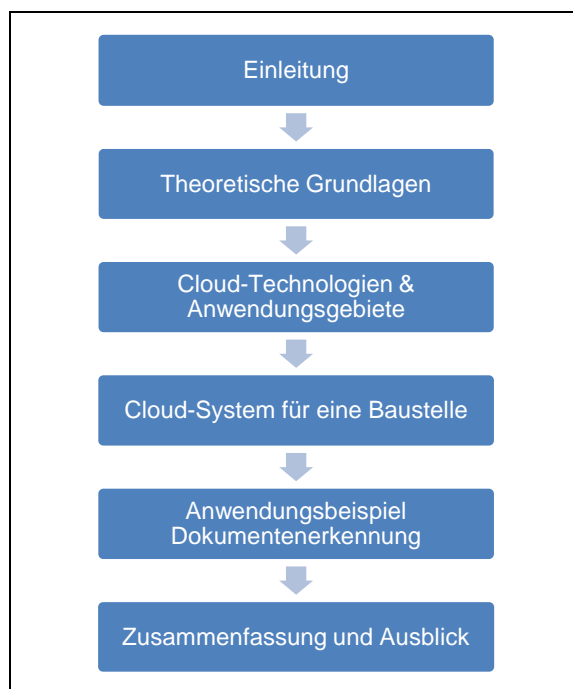 Einleitung
Theoretische Grundlagen
Cloud-Technologien &
Anwendungsgebiete
Cloud-System für eine Baustelle
Anwendungsbeispiel
Dokumentenerkennung
Zusammenfassung und Ausblick